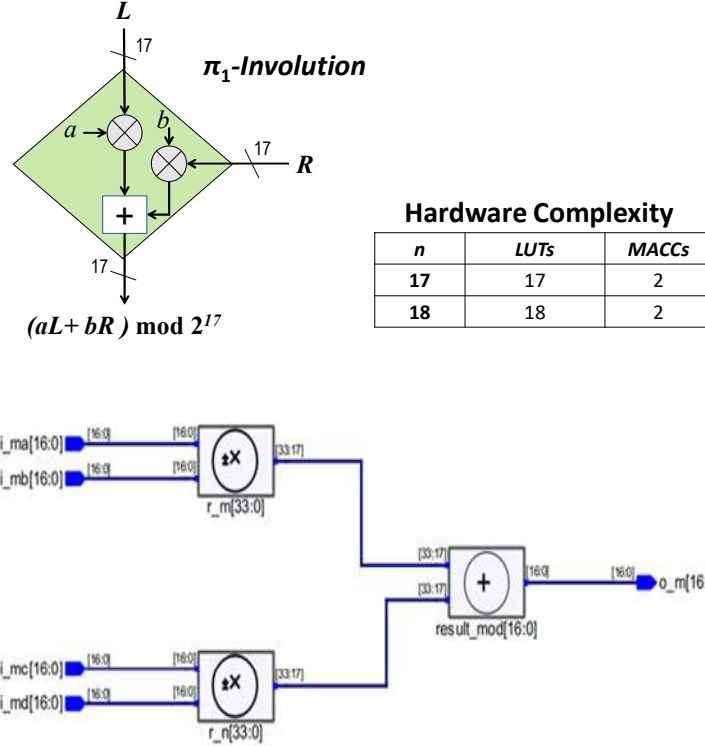 L
17
π1-Involution
a
b
17
R
+
17
(aL+ bR ) mod 2^17
Hardware Complexity
n LUTs MACCs
17 17 2
18 18 2
i_ma[16:0] [16:0] [16:0] ±X [33:17]
i_mb[16:0] [16:0] [16:0]
r_m[33:0]
[33:17] + [16:0] [16:0] o_m[16
[33:17]
result_mod[16:0]
i_mc[16:0] [16:0] [16:0] ±X [33:17]
i_md[16:0] [16:0] [16:0]
r_n[33:0]